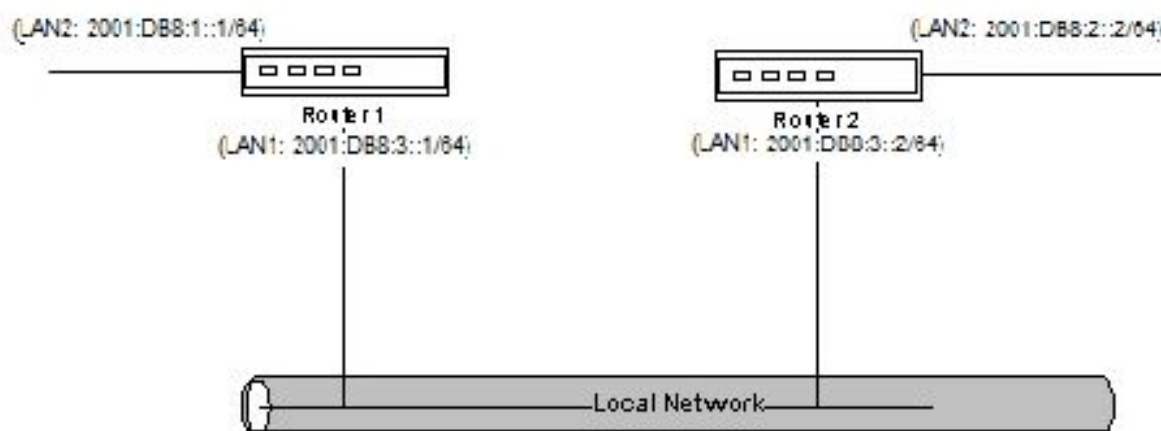 (LAN2: 2001:DB8:1::1/64)
(LAN2: 2001:DB8:2::2/64)
Router1
Router2
(LAN1: 2001:DB8:3::1/64)
(LAN1: 2001:DB8:3::2/64)
Local Network